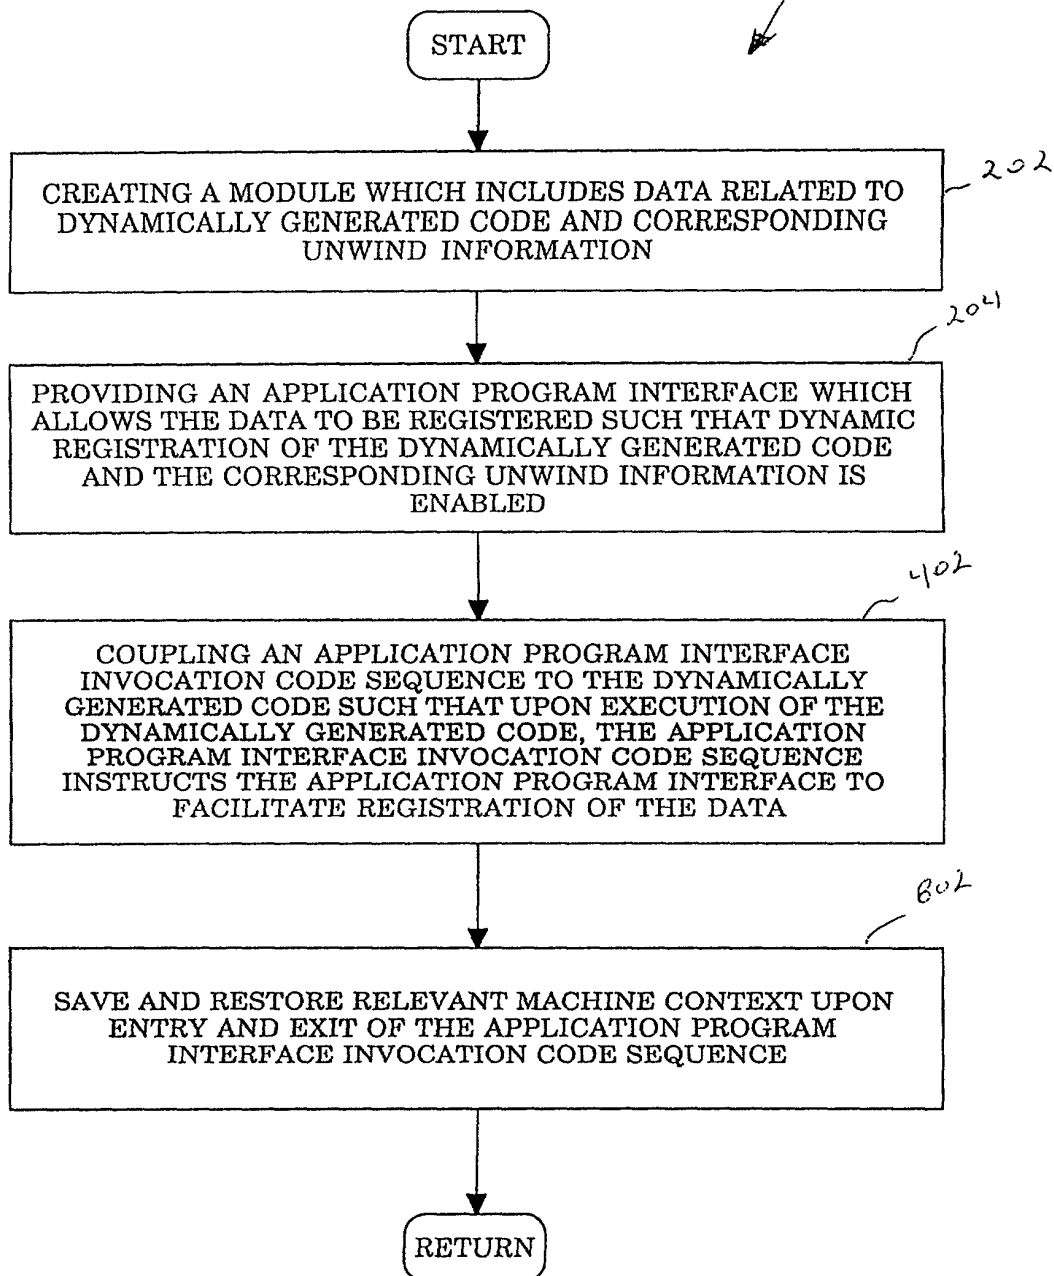 START
202
CREATING A MODULE WHICH INCLUDES DATA RELATED TO
DYNAMICALLY GENERATED CODE AND CORRESPONDING
UNWIND INFORMATION
204
PROVIDING AN APPLICATION PROGRAM INTERFACE WHICH
ALLOWS THE DATA TO BE REGISTERED SUCH THAT DYNAMIC
REGISTRATION OF THE DYNAMICALLY GENERATED CODE
AND THE CORRESPONDING UNWIND INFORMATION IS
ENABLED
402
COUPLING AN APPLICATION PROGRAM INTERFACE
INVOCATION CODE SEQUENCE TO THE DYNAMICALLY
GENERATED CODE SUCH THAT UPON EXECUTION OF THE
DYNAMICALLY GENERATED CODE, THE APPLICATION
PROGRAM INTERFACE INVOCATION CODE SEQUENCE
INSTRUCTS THE APPLICATION PROGRAM INTERFACE TO
FACILITATE REGISTRATION OF THE DATA
802
SAVE AND RESTORE RELEVANT MACHINE CONTEXT UPON
ENTRY AND EXIT OF THE APPLICATION PROGRAM
INTERFACE INVOCATION CODE SEQUENCE
RETURN